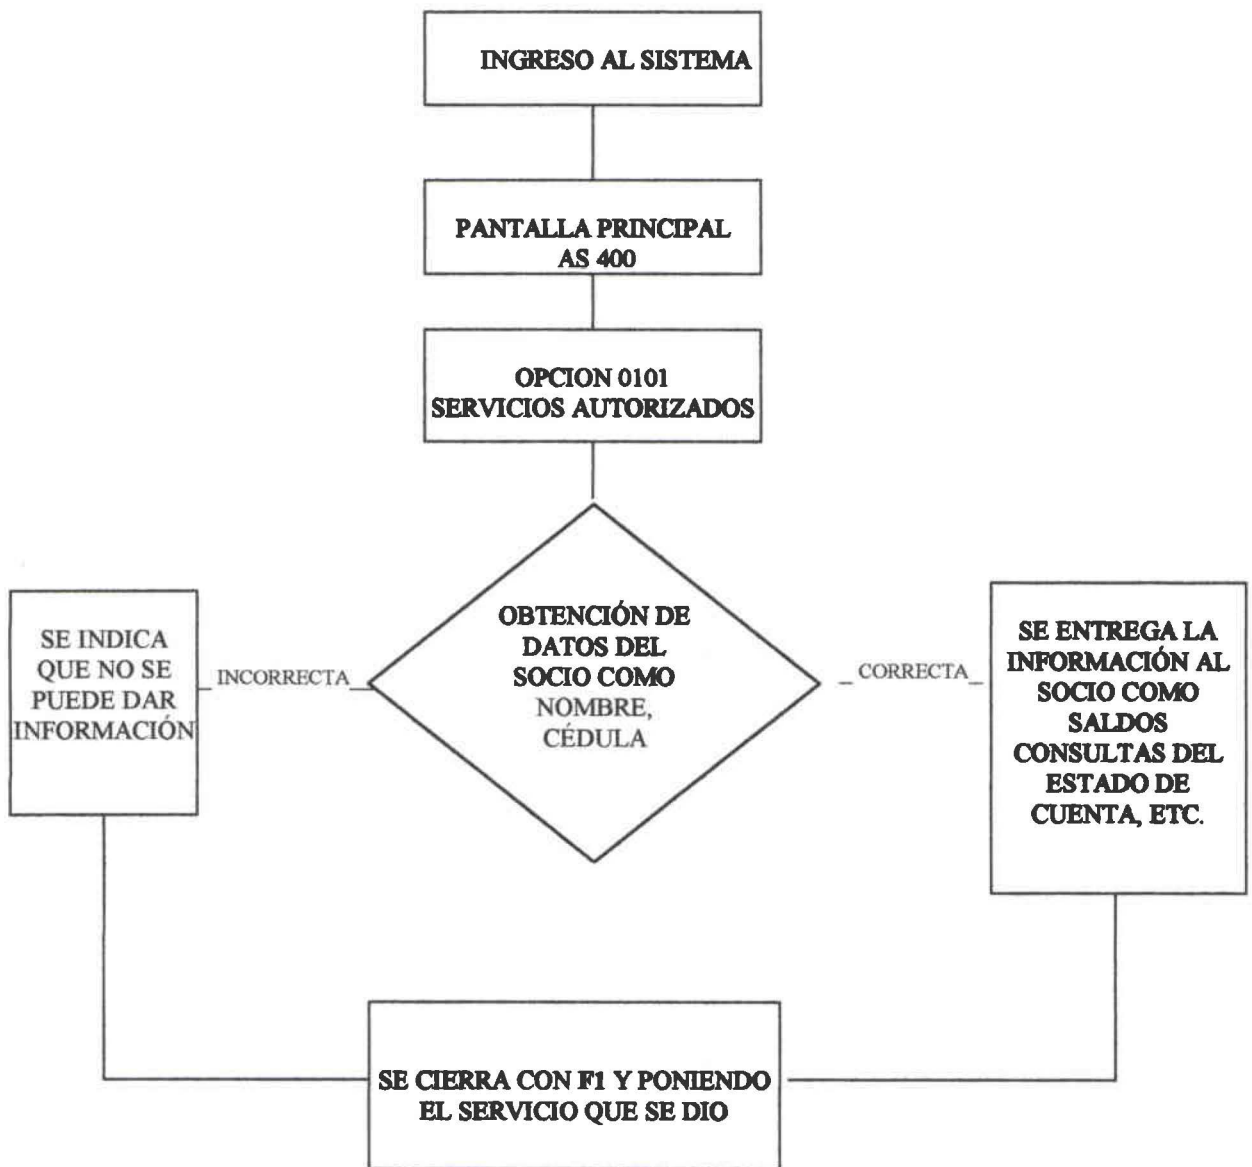 INGRESO AL SISTEMA
PANTALLA PRINCIPAL
AS 400
OPCION 0101
SERVICIOS AUTORIZADOS
OBTENCIÓN DE
DATOS DEL
SOCIO COMO
NOMBRE,
CÉDULA
INCORRECTA
SE INDICA
QUE NO SE
PUEDE DAR
INFORMACIÓN
CORRECTA
SE ENTREGA LA
INFORMACIÓN AL
SOCIO COMO
SALDOS
CONSULTAS DEL
ESTADO DE
CUENTA, ETC.
SE CIERRA CON F1 Y PONIENDO
EL SERVICIO QUE SE DIO